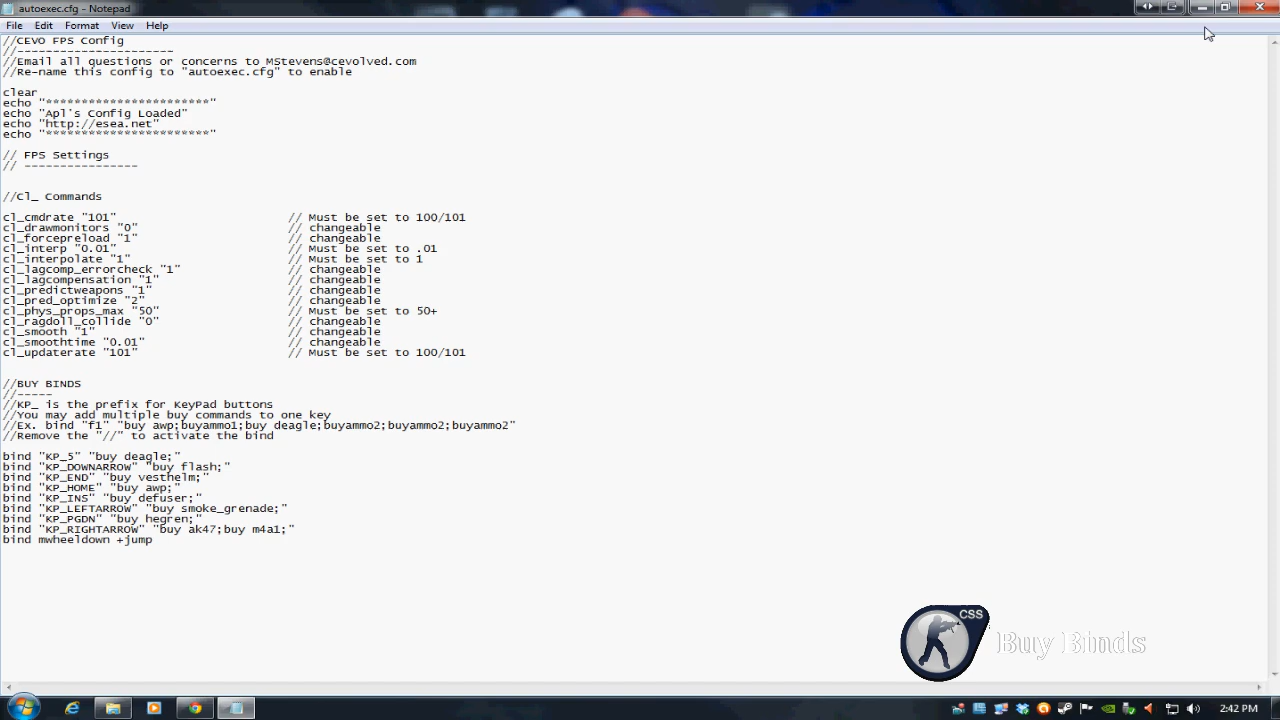 autoexec.cfg - Notepad
File Edit Format View Help
//CEVO FPS Config
//----------------------
//Email all questions or concerns to MStevens@cevolved.com
//Re-name this config to "autoexec.cfg" to enable
clear
echo "***********************"
echo "Apl's Config Loaded"
echo "http://esea.net"
echo "***********************"
// FPS Settings
// ----------------
//Cl_ Commands
cl_cmdrate "101" // Must be set to 100/101
cl_drawmonitors "0" // changeable
cl_forcepreload "1" // changeable
cl_interp "0.01" // Must be set to .01
cl_interpolate "1" // Must be set to 1
cl_lagcomp_errorcheck "1" // changeable
cl_lagcompensation "1" // changeable
cl_predictweapons "1" // changeable
cl_pred_optimize "2" // changeable
cl_phys_props_max "50" // Must be set to 50+
cl_ragdoll_collide "0" // changeable
cl_smooth "1" // changeable
cl_smoothtime "0.01" // changeable
cl_updaterate "101" // Must be set to 100/101
//BUY BINDS
//-----
//KP_ is the prefix for KeyPad buttons
//You may add multiple buy commands to one key
//Ex. bind "f1" "buy awp;buyammo1;buy deagle;buyammo2;buyammo2;buyammo2"
//Remove the "//" to activate the bind
bind "KP_5" "buy deagle;"
bind "KP_DOWNARROW" "buy flash;"
bind "KP_END" "buy vesthelm;"
bind "KP_HOME" "buy awp;"
bind "KP_INS" "buy defuser;"
bind "KP_LEFTARROW" "buy smoke_grenade;"
bind "KP_PGDN" "buy hegren;"
bind "KP_RIGHTARROW" "buy ak47;buy m4a1;"
bind mwheeldown +jump
CSS
Buy Binds
2:42 PM